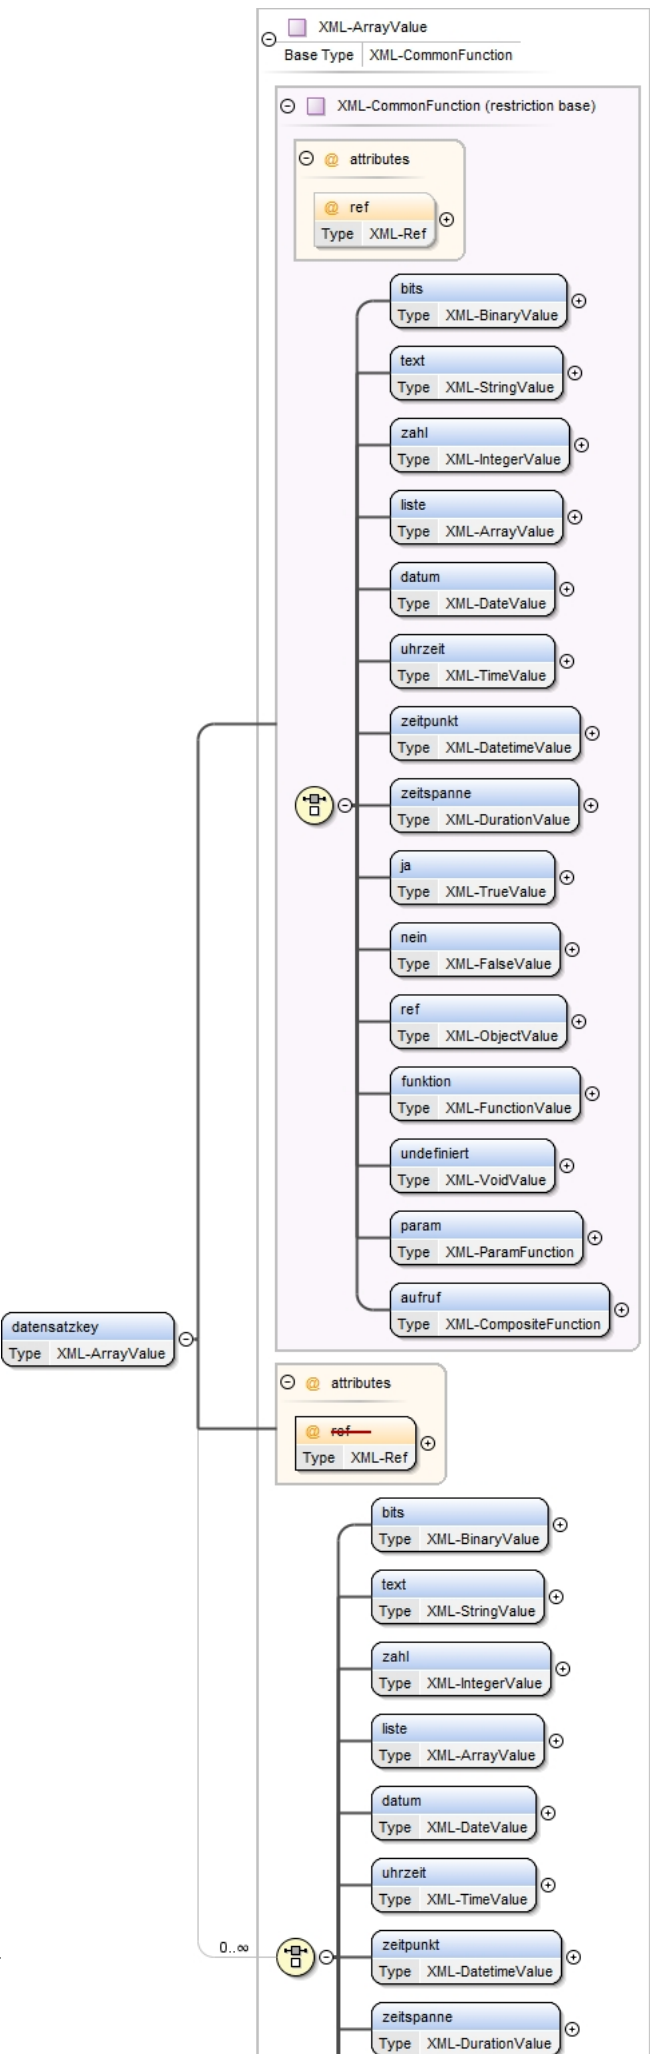 XML-ArrayValue
Base Type XML-CommonFunction
XML-CommonFunction (restriction base)
@ attributes
@ ref
Type XML-Ref
bits
Type XML-BinaryValue
text
Type XML-StringValue
zahl
Type XML-IntegerValue
liste
Type XML-ArrayValue
datum
Type XML-DateValue
uhrzeit
Type XML-TimeValue
zeitpunkt
Type XML-DatetimeValue
zeitspanne
Type XML-DurationValue
ja
Type XML-TrueValue
nein
Type XML-FalseValue
ref
Type XML-ObjectValue
funktion
Type XML-FunctionValue
undefiniert
Type XML-VoidValue
param
Type XML-ParamFunction
aufruf
Type XML-CompositeFunction
datensatzkey
Type XML-ArrayValue
@ attributes
@ ref
Type XML-Ref
bits
Type XML-BinaryValue
text
Type XML-StringValue
zahl
Type XML-IntegerValue
liste
Type XML-ArrayValue
datum
Type XML-DateValue
uhrzeit
Type XML-TimeValue
0..∞
zeitpunkt
Type XML-DatetimeValue
zeitspanne
Type XML-DurationValue